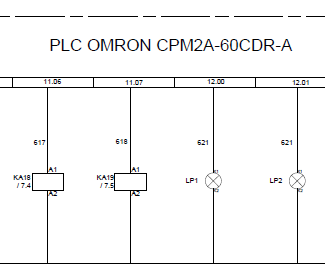 PLC OMRON CPM2A-60CDR-A
11.06 11.07 12.00 12.01
617 618 621 621
A1 A1
KA18 KA19 LP1 LP2
/ 7.4 / 7.5
A2 A2